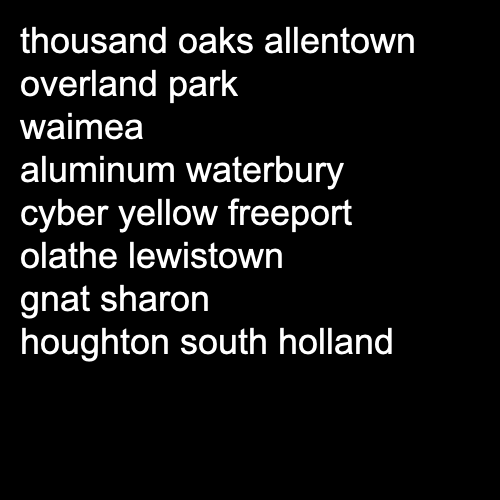 thousand oaks allentown
overland park
waimea
aluminum waterbury
cyber yellow freeport
olathe lewistown
gnat sharon
houghton south holland